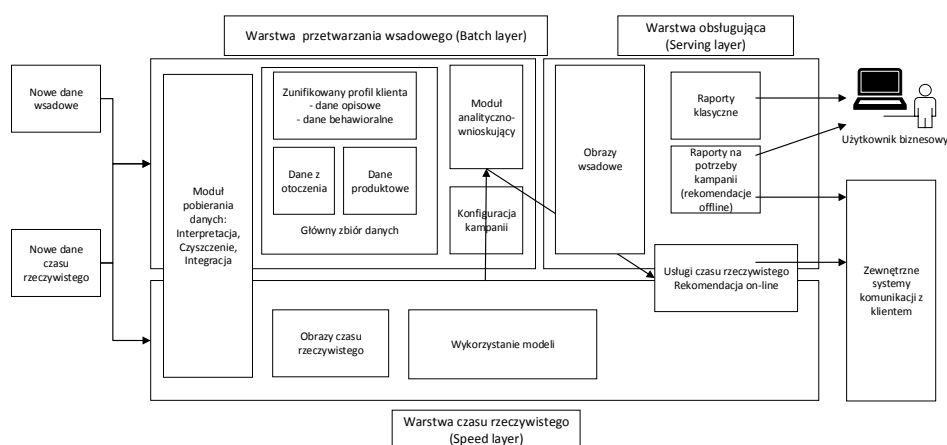 Warstwa przetwarzania wsadowego (Batch layer)
Warstwa obsługująca
(Serving layer)
Nowe dane
wsadowe
Nowe dane
czasu
rzeczywistego
Moduł
pobierania
danych:
Interpretacja,
Czyszczenie,
Integracja
Zunifikowany profil klienta
- dane opisowe
- dane behawioralne
Dane z
otoczenia
Dane
produktowe
Główny zbiór danych
Moduł
analityczno-
wnioskujący
Konfiguracja
kampanii
Obrazy
wsadowe
Raporty
klasyczne
Raporty na
potrzeby
kampanii
(rekomendacje
offline)
Usługi czasu rzeczywistego
Rekomendacja on-line
Użytkownik biznesowy
Zewnętrzne
systemy
komunikacji z
klientem
Obrazy czasu
rzeczywistego
Wykorzystanie modeli
Warstwa czasu rzeczywistego
(Speed layer)